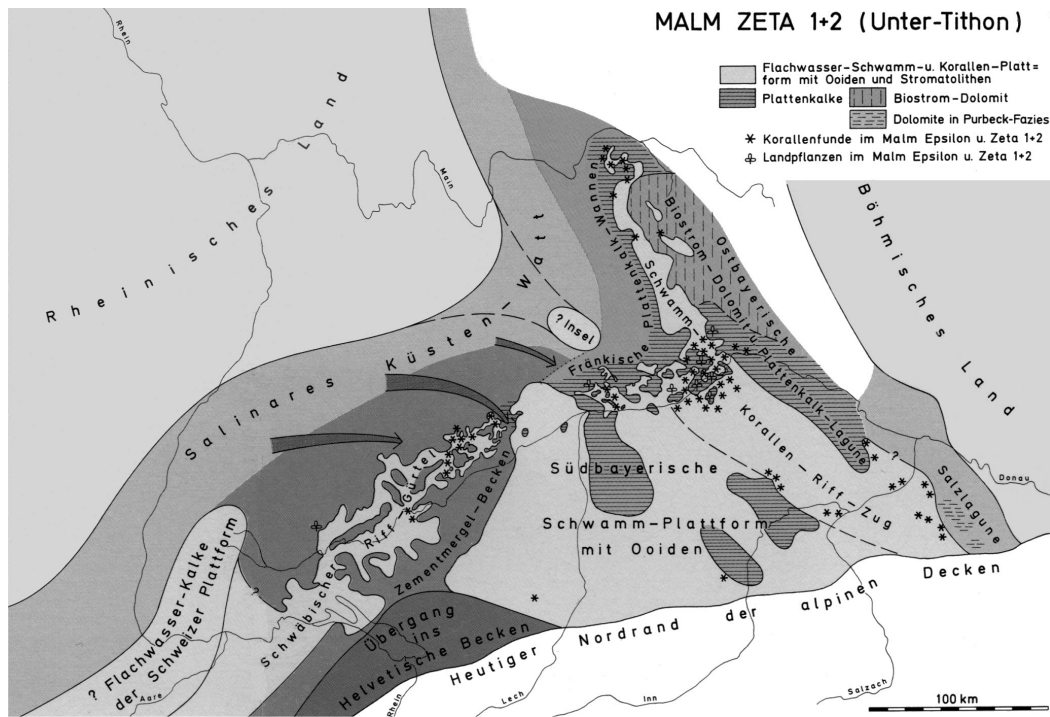 MALM ZETA 1+2 (Unter-Tithon)
Flachwasser-Schwamm-u. Korallen-Platt=
form mit Ooiden und Stromatolithen
Plattenkalke
Biostrom-Dolomit
Dolomite in Purbeck-Fazies
Korallenfunde im Malm Epsilon u. Zeta 1+2
Landpflanzen im Malm Epsilon u. Zeta 1+2
Rhein
Main
Rheinisches Land
Böhmisches Land
Salinares Küsten-Watt
? Insel
Fränkische Plattenkalk-Wannen
Schwamm-
Biostrom-Dolomit u.
Ostbayerische
Plattenkalk-Lagune
Korallen-Riff-Zug
?
Salzlagune
Donau
Südbayerische
Schwamm-Plattform
mit Ooiden
Schwäbischer Riff-Gürtel
Zementmergel-Becken
?
? Flachwasser-Kalke
der Schweizer Plattform
Aare
Übergang
ins
Helvetische Becken
Heutiger Nordrand der alpinen Decken
Rhein
Lech
Inn
Salzach
100 km